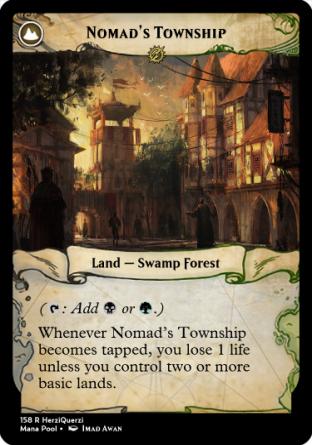 Nomad's Township
Land — Swamp Forest
( : Add or .)
Whenever Nomad's Township
becomes tapped, you lose 1 life
unless you control two or more
basic lands.
158 R HerziQuerzi
Mana Pool • Imad Awan